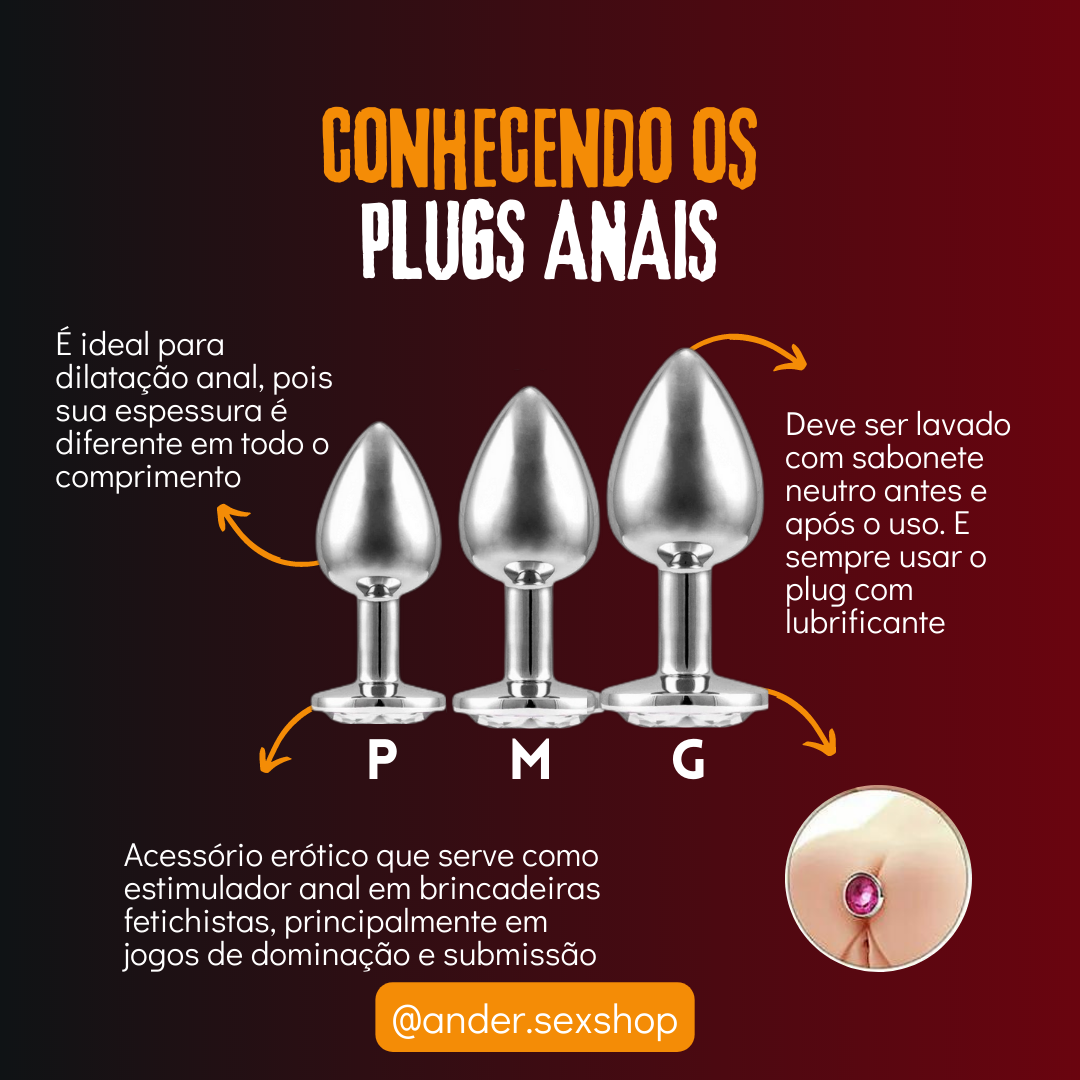 CONHECENDO OS
PLUGS ANAIS
É ideal para
dilatação anal, pois
sua espessura é
diferente em todo o
comprimento
Deve ser lavado
com sabonete
neutro antes e
após o uso. E
sempre usar o
plug com
lubrificante
P M G
Acessório erótico que serve como
estimulador anal em brincadeiras
fetichistas, principalmente em
jogos de dominação e submissão
@ander.sexshop